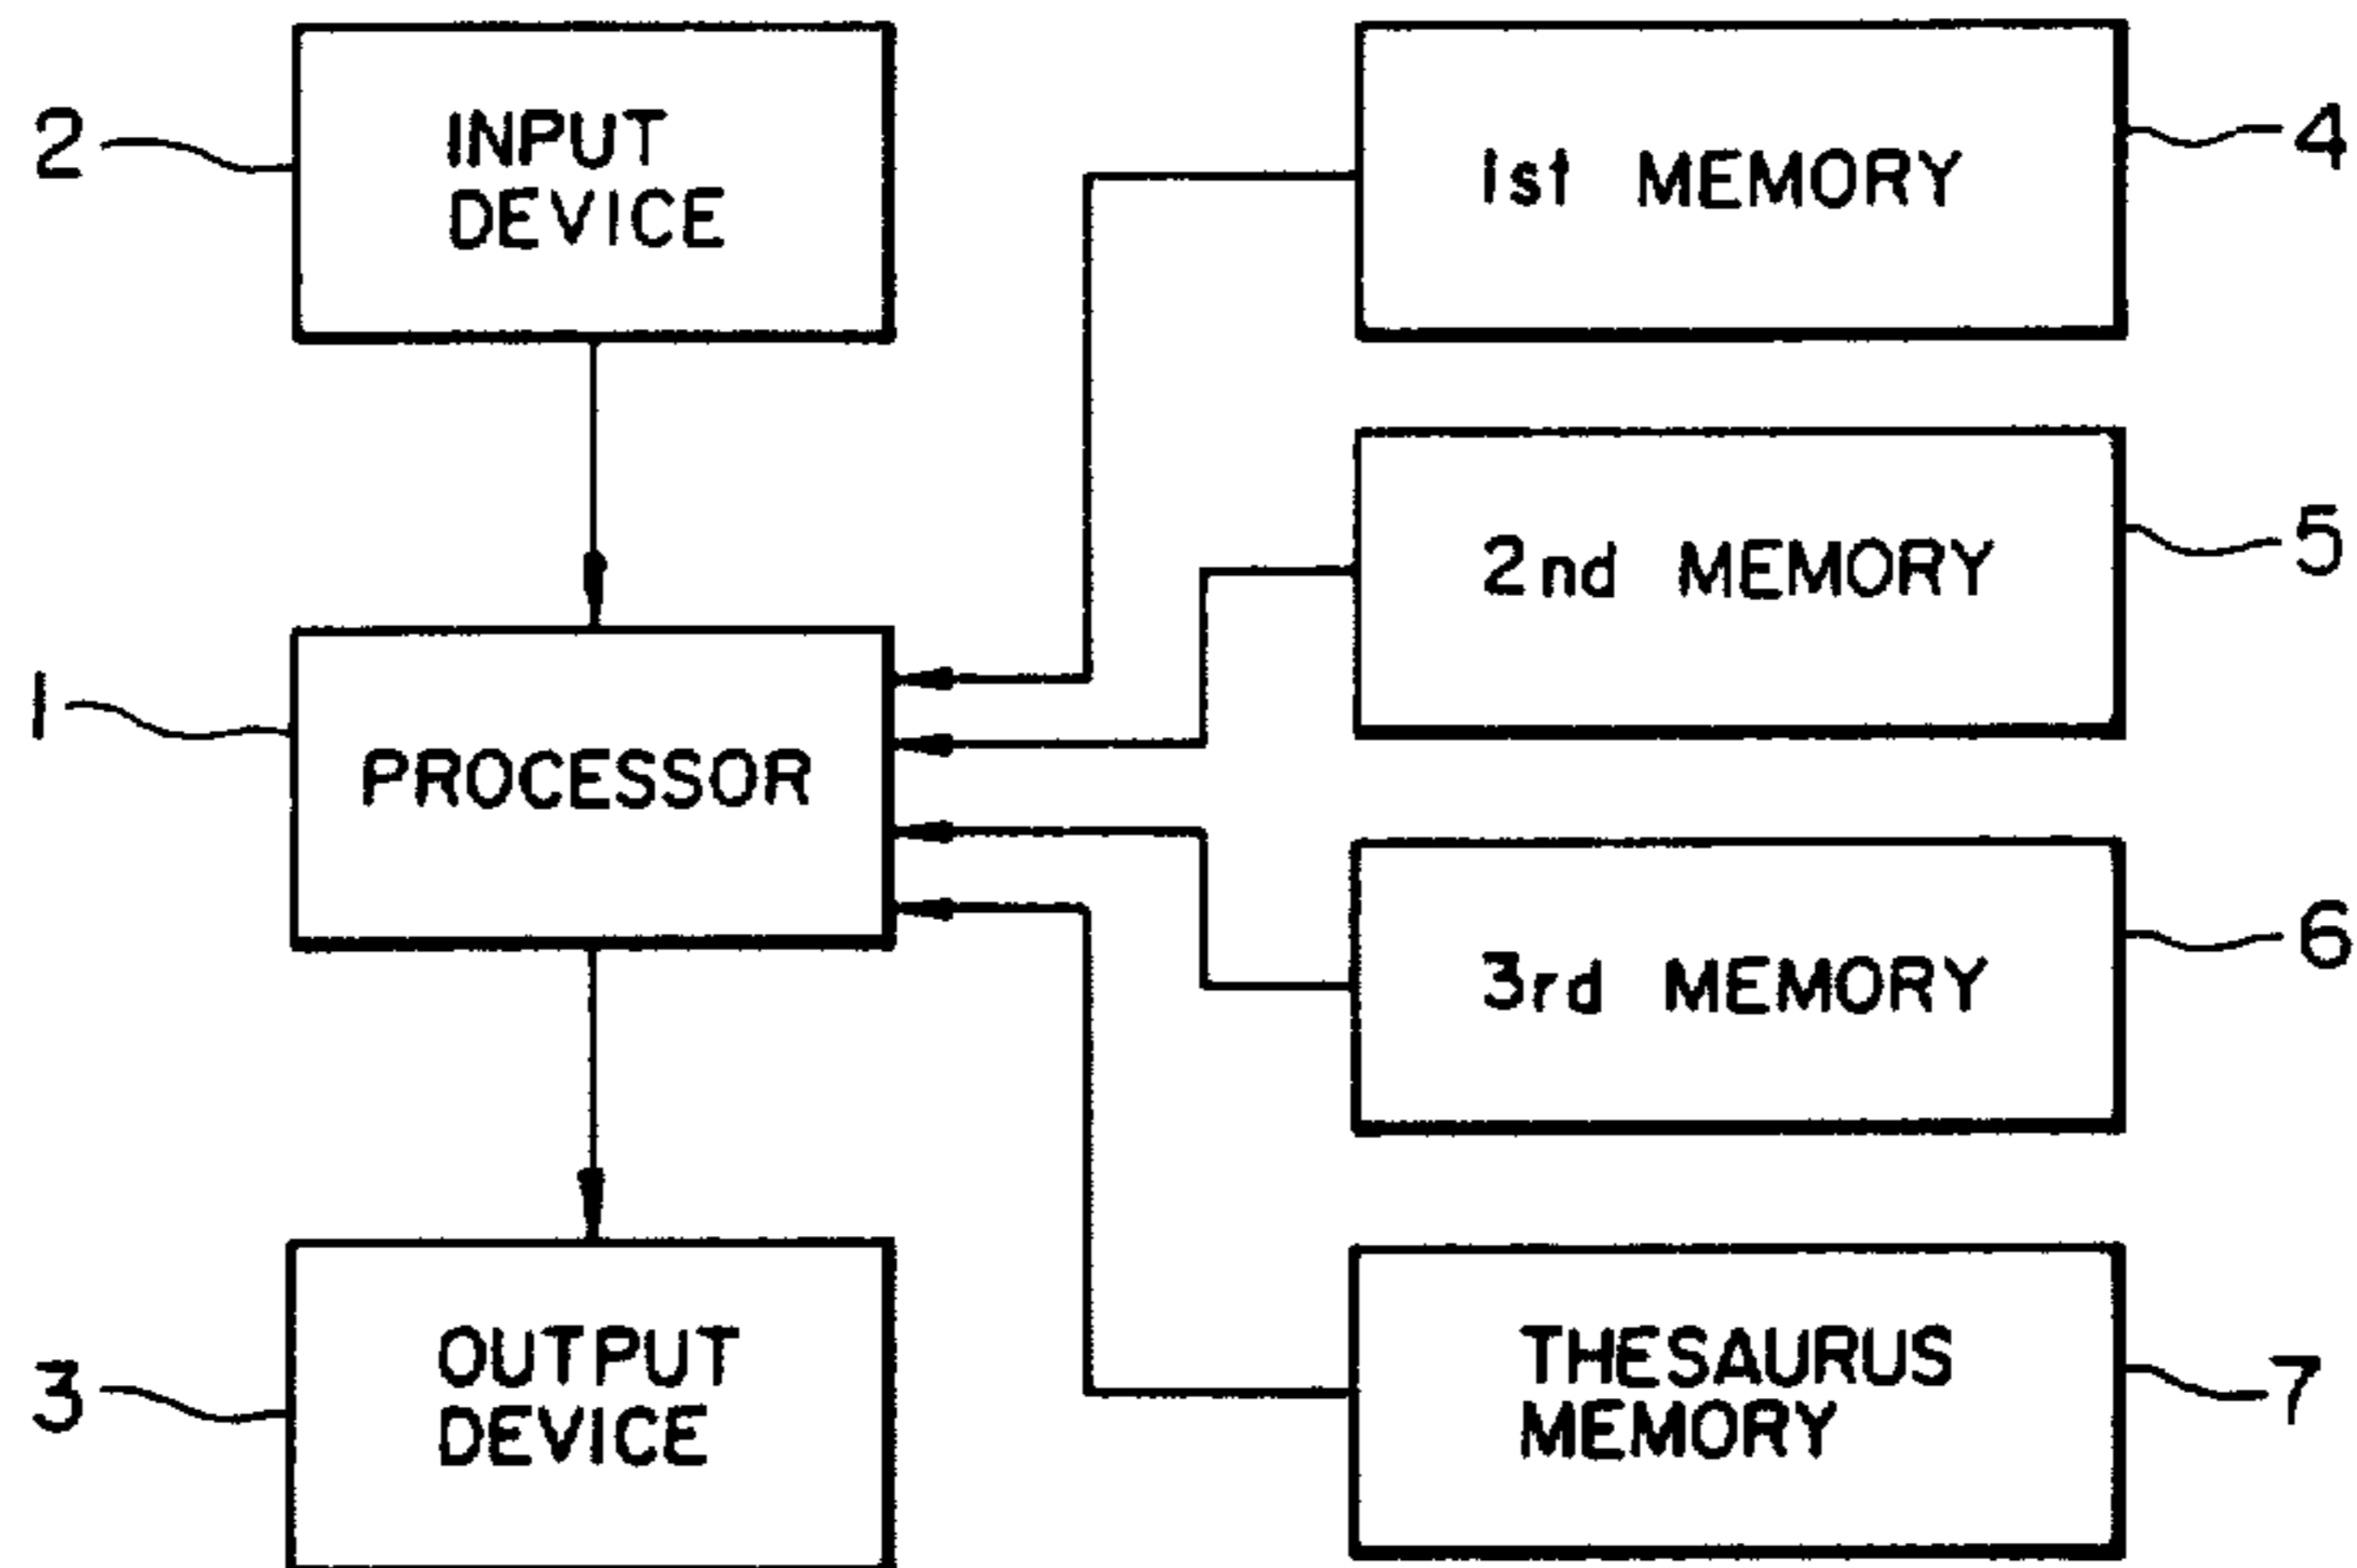 2
INPUT
DEVICE
1st MEMORY
4
2nd MEMORY
5
1
PROCESSOR
3rd MEMORY
6
3
OUTPUT
DEVICE
THESAURUS
MEMORY
7